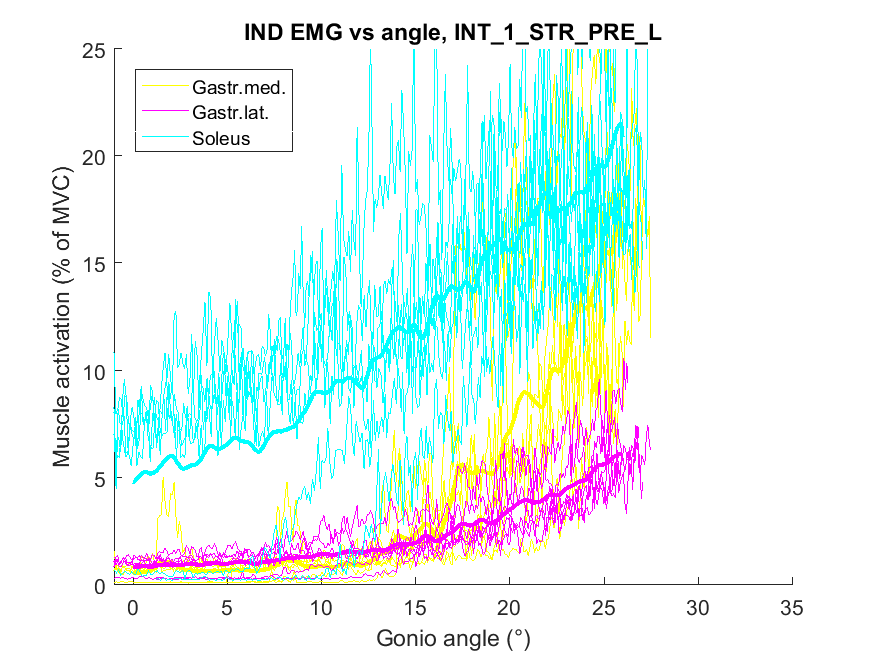 IND EMG vs angle, INT_1_STR_PRE_L
25
20
15
10
5
0
Muscle activation (% of MVC)
Gastr.med.
Gastr.lat.
Soleus
0 5 10 15 20 25 30 35
Gonio angle (°)